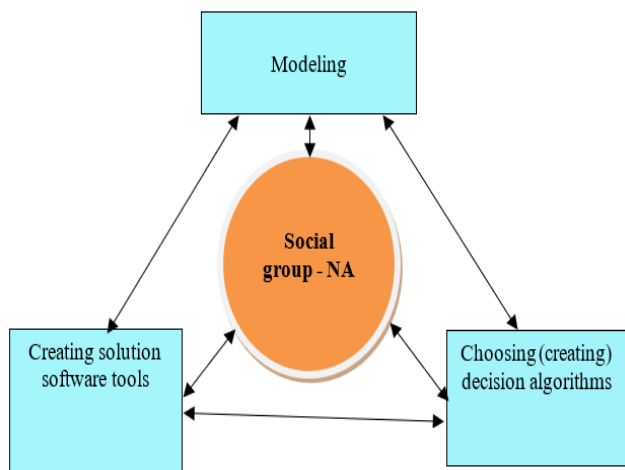 Modeling
Social
group - NA
Creating solution
software tools
Choosing (creating)
decision algorithms